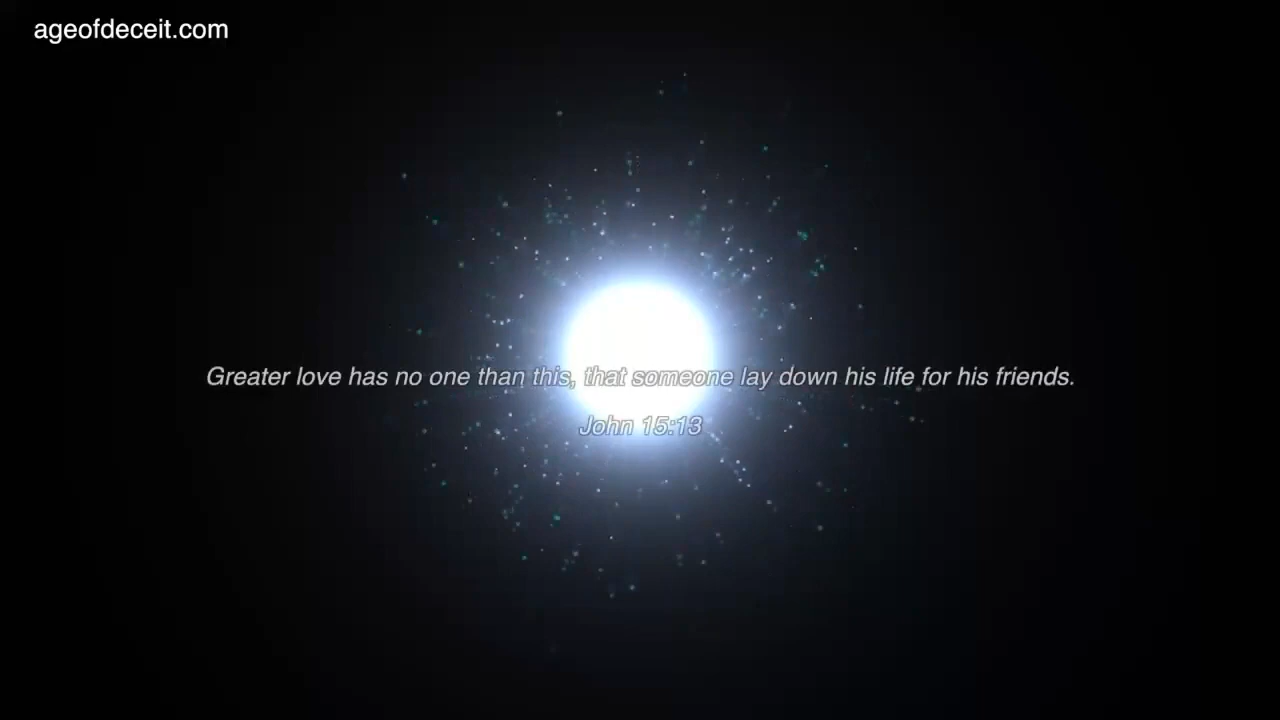 ageofdeceit.com
Greater love has no one than this, that someone lay down his life for his friends.
John 15:13